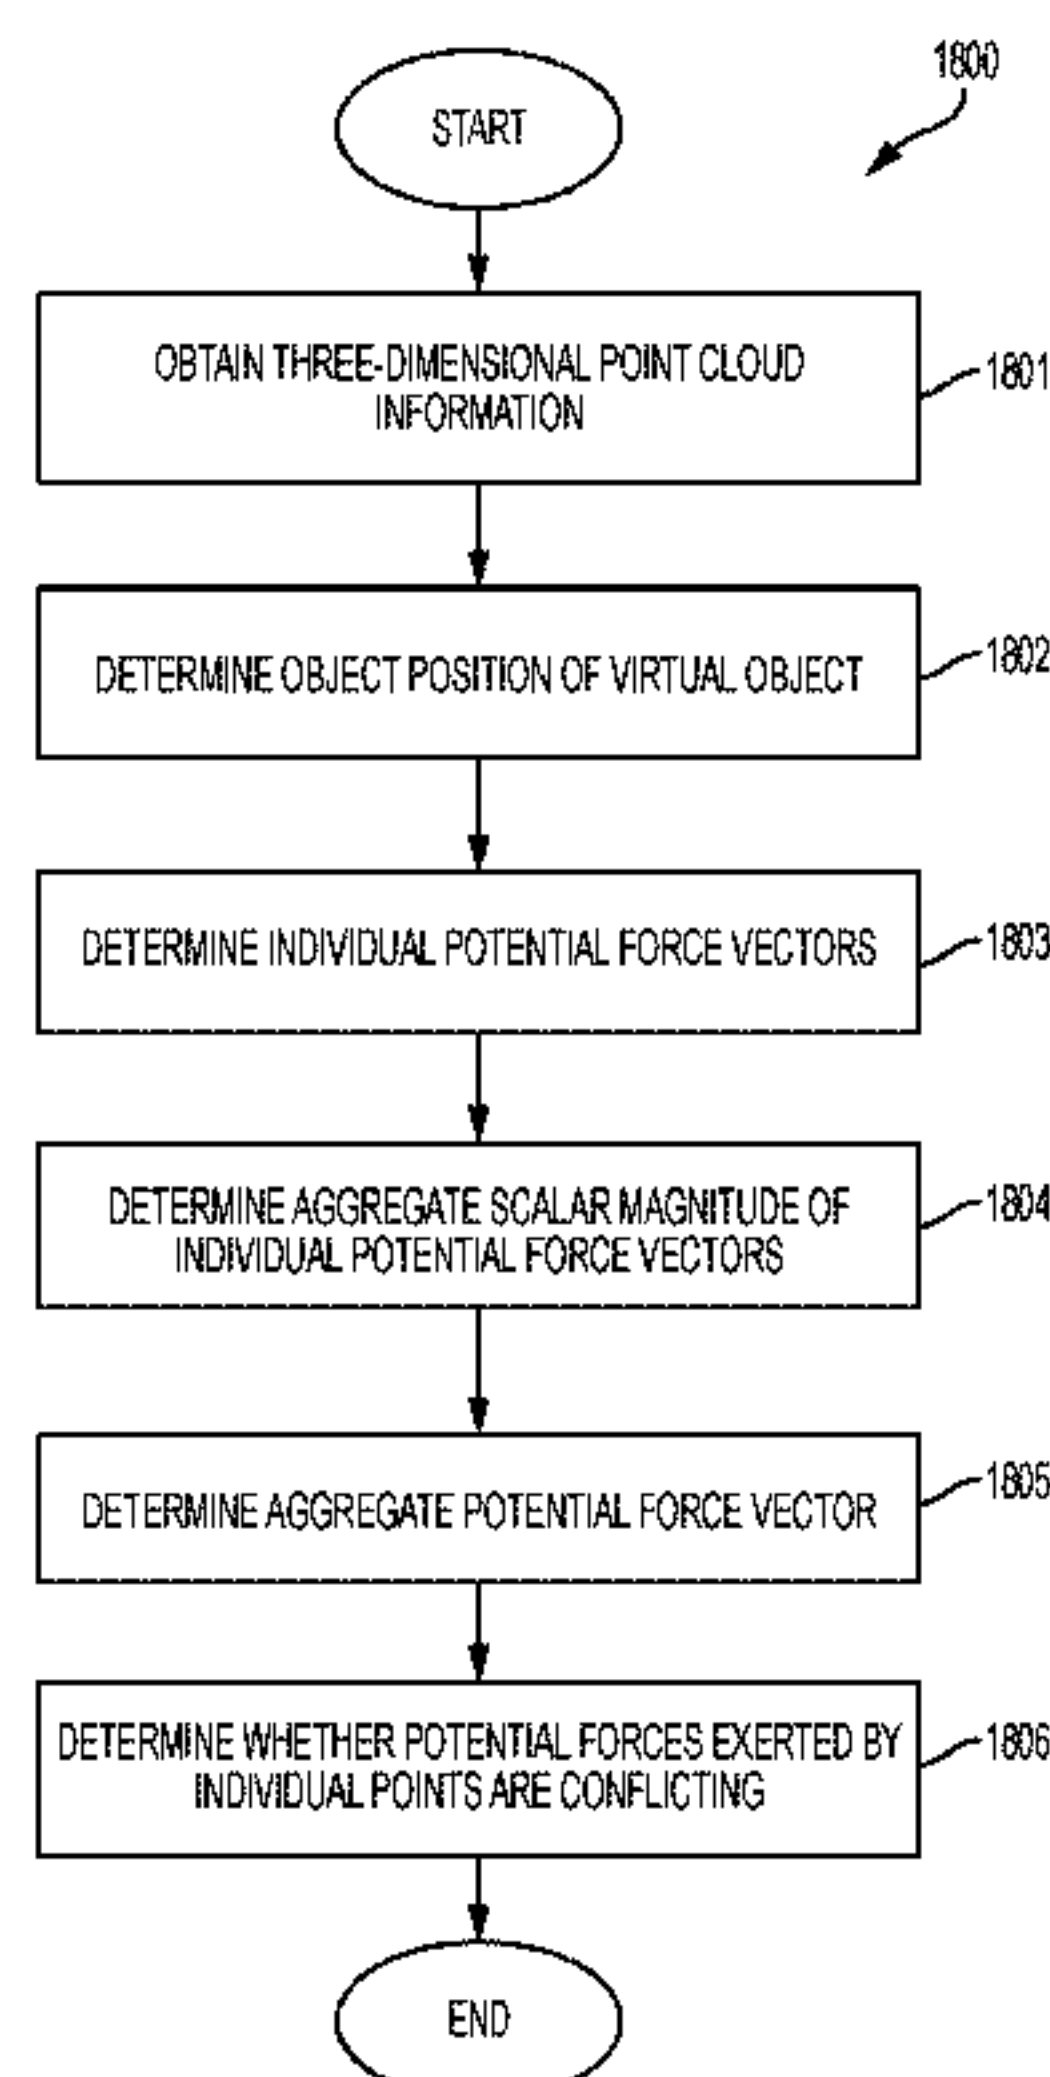 1800
START
OBTAIN THREE-DIMENSIONAL POINT CLOUD
INFORMATION
1801
DETERMINE OBJECT POSITION OF VIRTUAL OBJECT
1802
DETERMINE INDIVIDUAL POTENTIAL FORCE VECTORS
1803
DETERMINE AGGREGATE SCALAR MAGNITUDE OF
INDIVIDUAL POTENTIAL FORCE VECTORS
1804
DETERMINE AGGREGATE POTENTIAL FORCE VECTOR
1805
DETERMINE WHETHER POTENTIAL FORCES EXERTED BY
INDIVIDUAL POINTS ARE CONFLICTING
1806
END